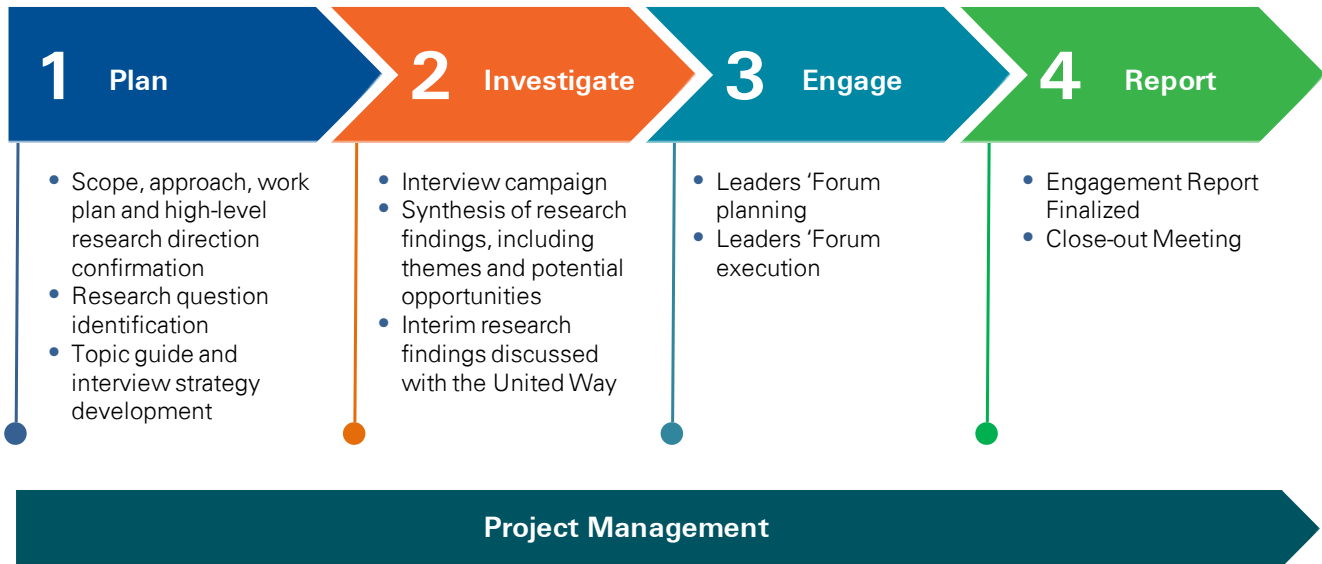 1 Plan
2 Investigate
3 Engage
4 Report
• Scope, approach, work
plan and high-level
research direction
confirmation
• Research question
identification
• Topic guide and
interview strategy
development
• Interview campaign
• Synthesis of research
findings, including
themes and potential
opportunities
• Interim research
findings discussed
with the United Way
• Leaders ‘Forum
planning
• Leaders ‘Forum
execution
• Engagement Report
Finalized
• Close-out Meeting
Project Management